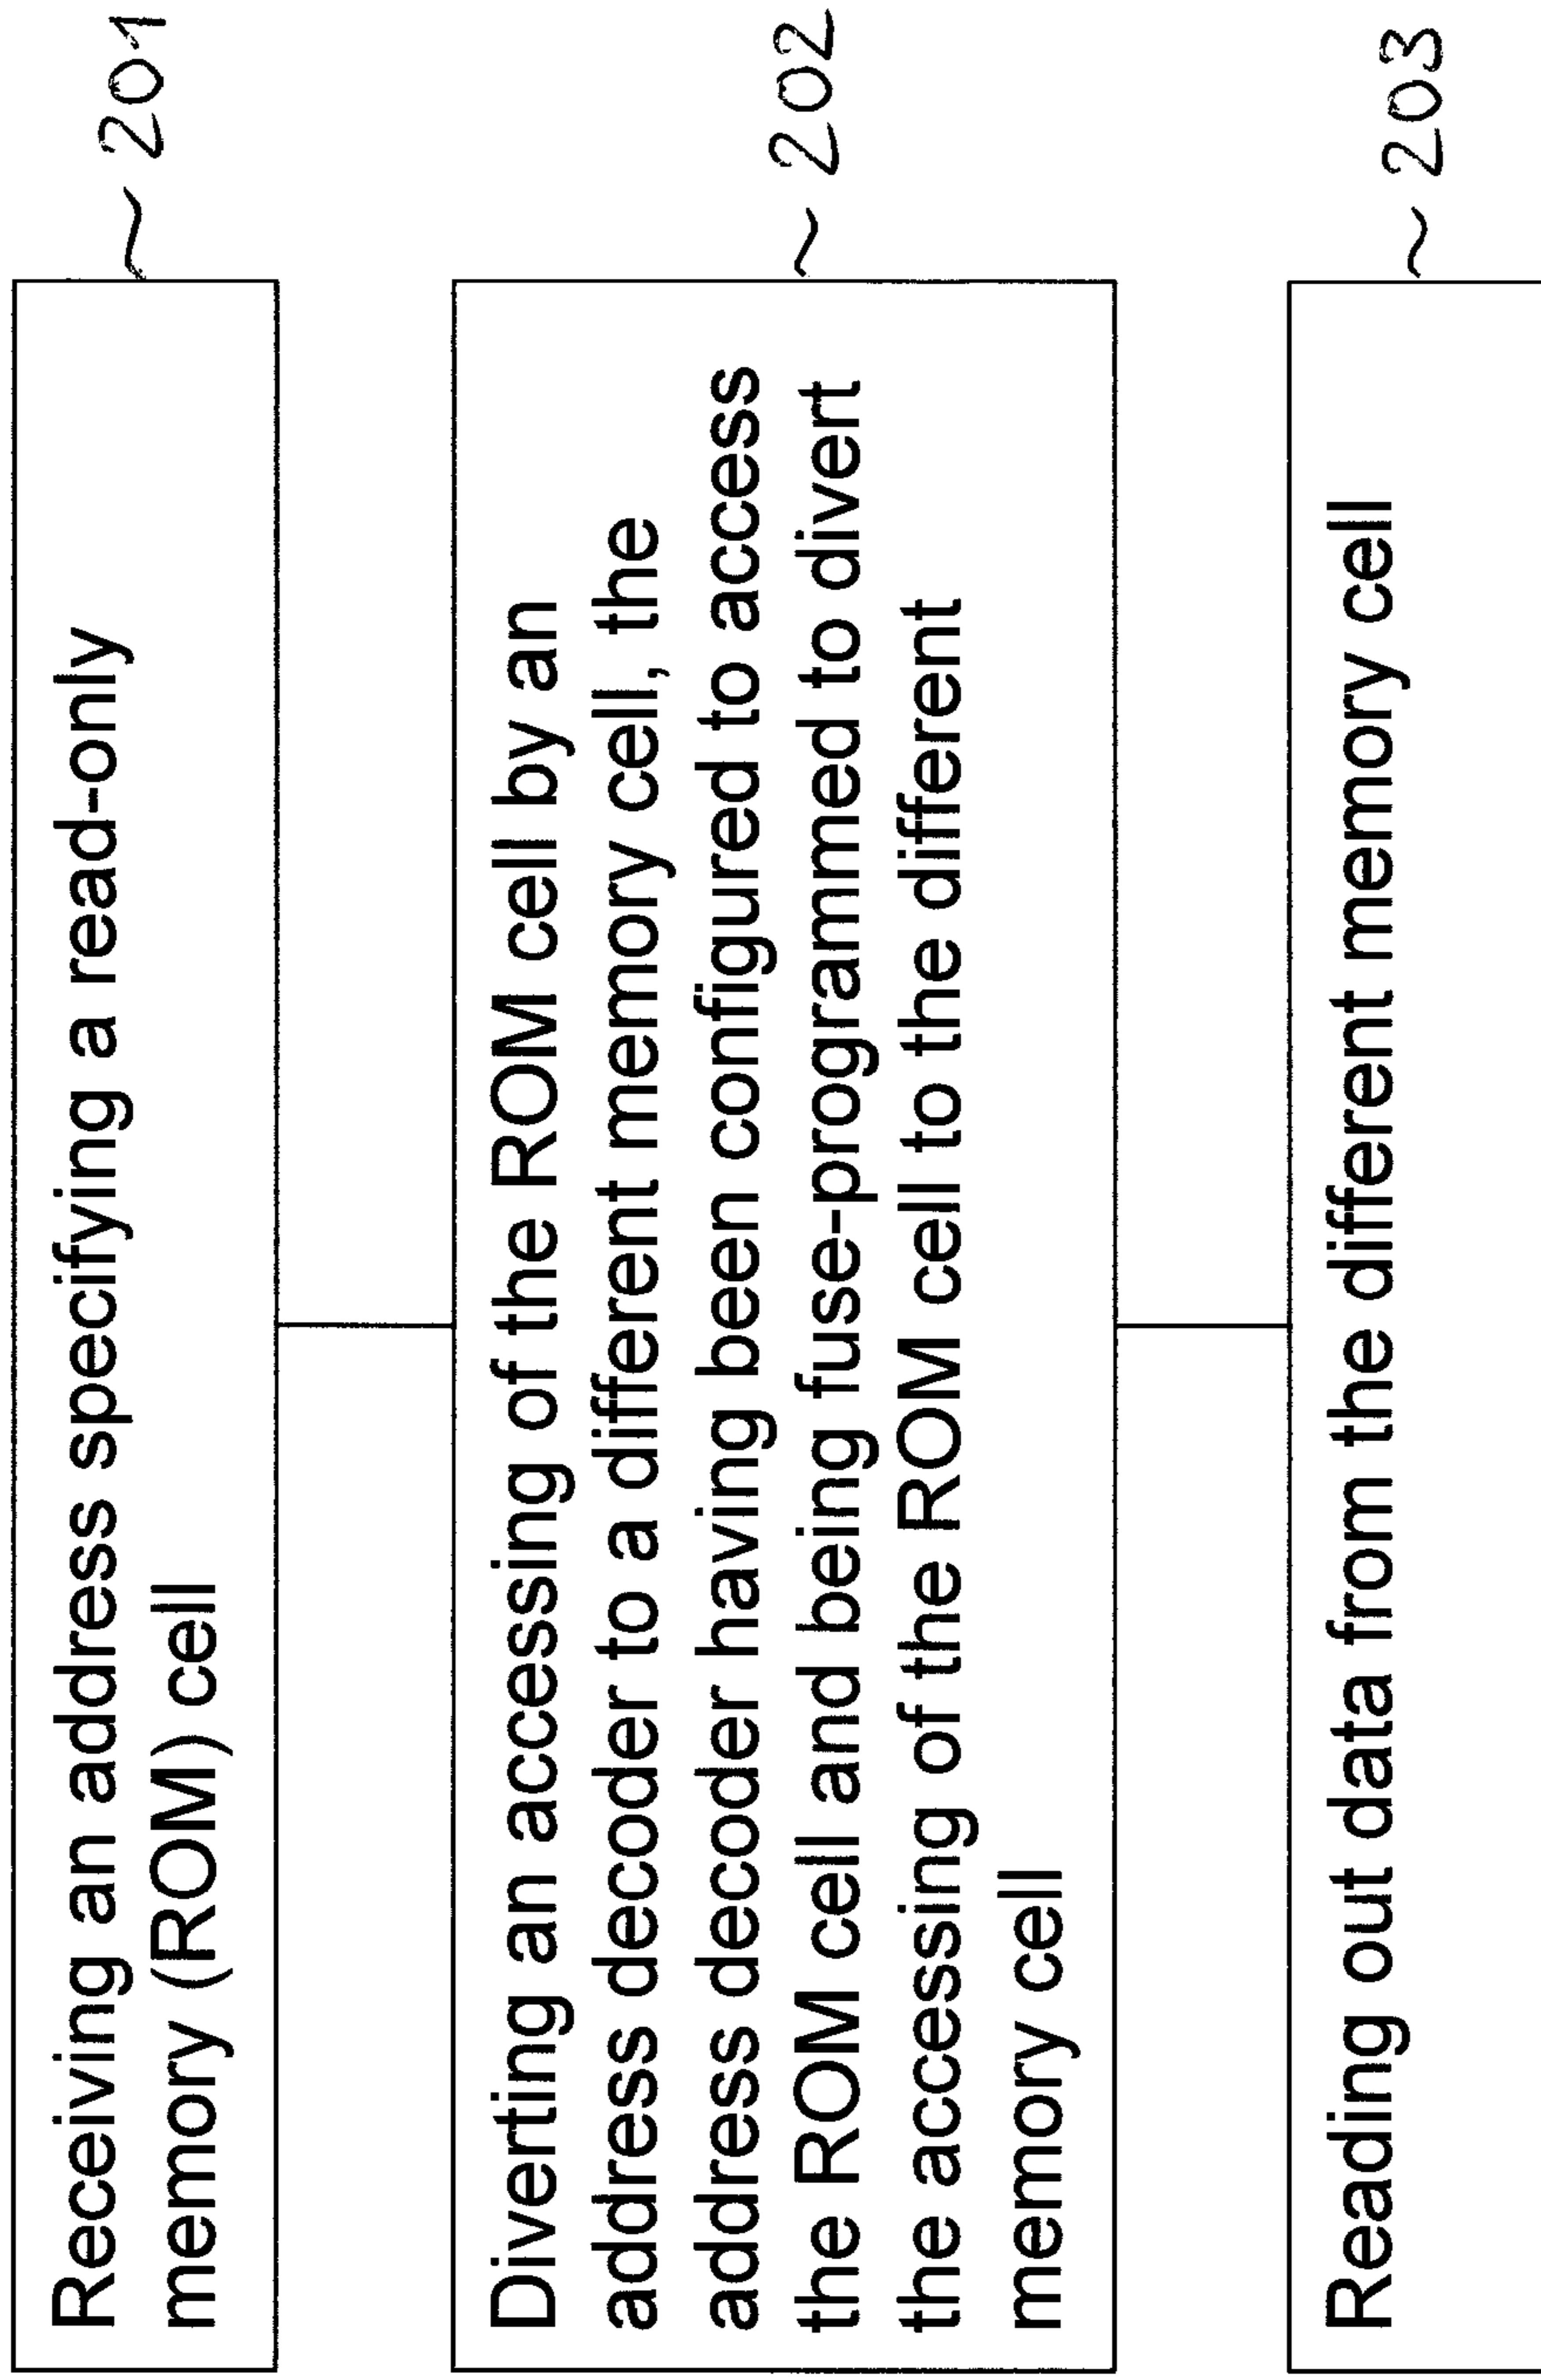 Receiving an address specifying a read-only
memory (ROM) cell
~ 201
Diverting an accessing of the ROM cell by an
address decoder to a different memory cell, the
address decoder having been configured to access
the ROM cell and being fuse-programmed to divert
the accessing of the ROM cell to the different
memory cell
~ 202
Reading out data from the different memory cell
~ 203